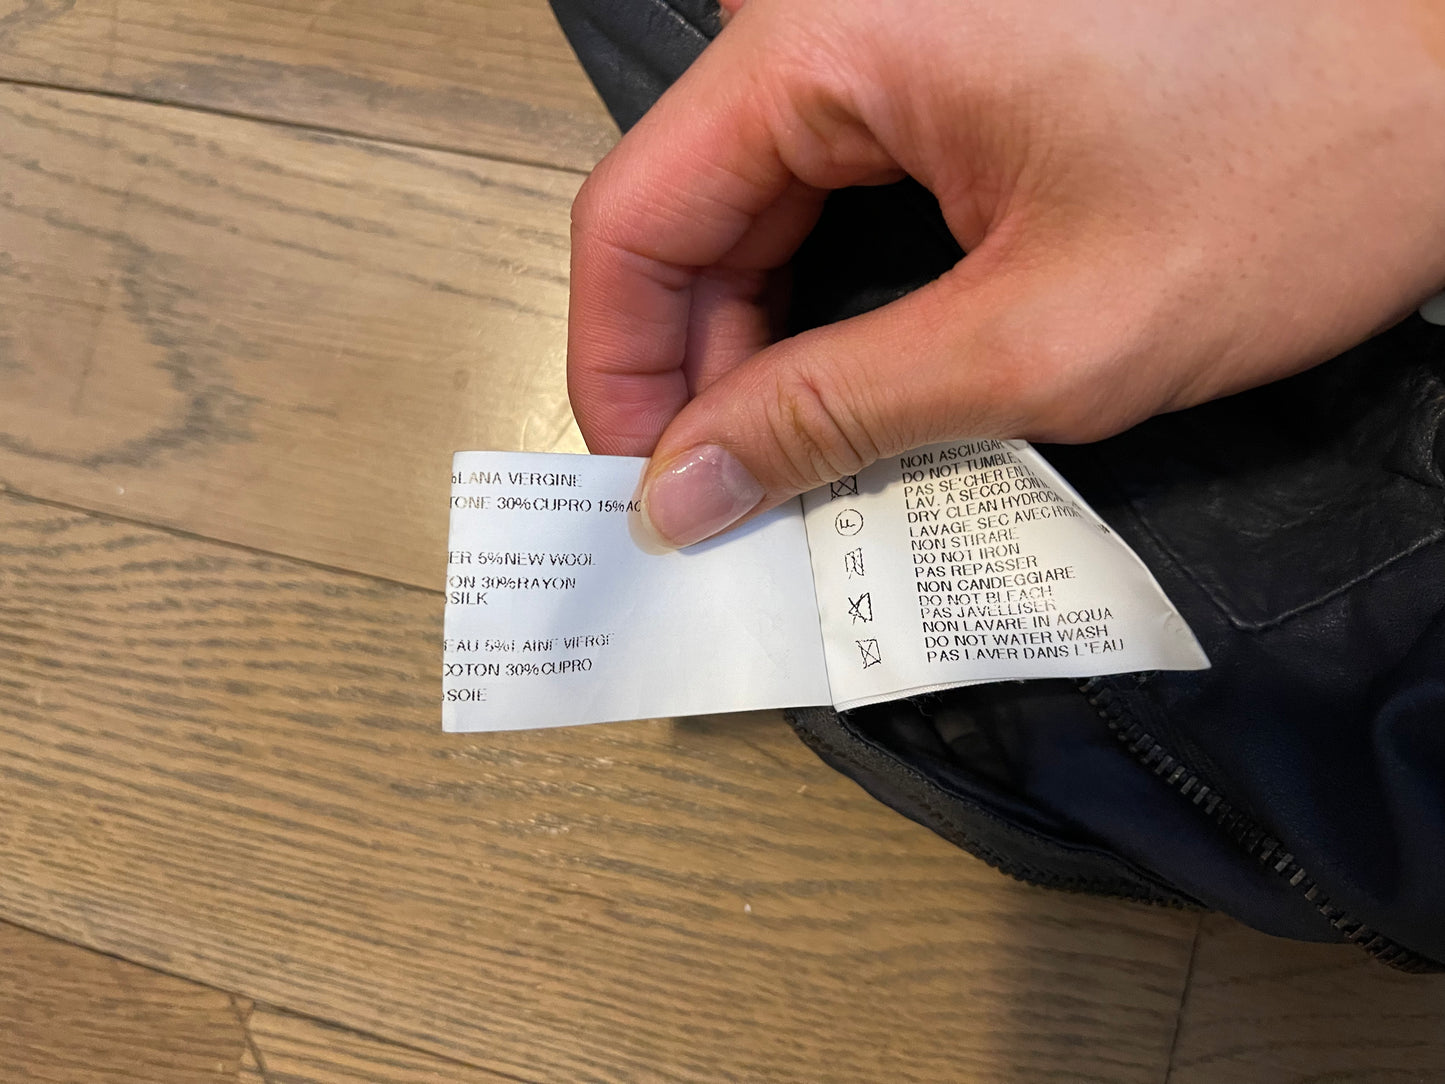 LANA VERGINE
TONE 30%CUPRO 15%AC
ER 5%NEW WOOL
ON 30%RAYON
SILK
EAU 5%LAINE VIERGE
COTON 30%CUPRO
SOIE
NON ASCIUGAR
DO NOT TUMBLE
PAS SE'CHER EN T.
LAV. A SECCO CON
DRY CLEAN HYDROCA
LAVAGE SEC AVEC HYD
NON STIRARE
DO NOT IRON
PAS REPASSER
NON CANDEGGIARE
DO NOT BLEACH
PAS JAVELLISER
NON LAVARE IN ACQUA
DO NOT WATER WASH
PAS LAVER DANS L'EAU
F